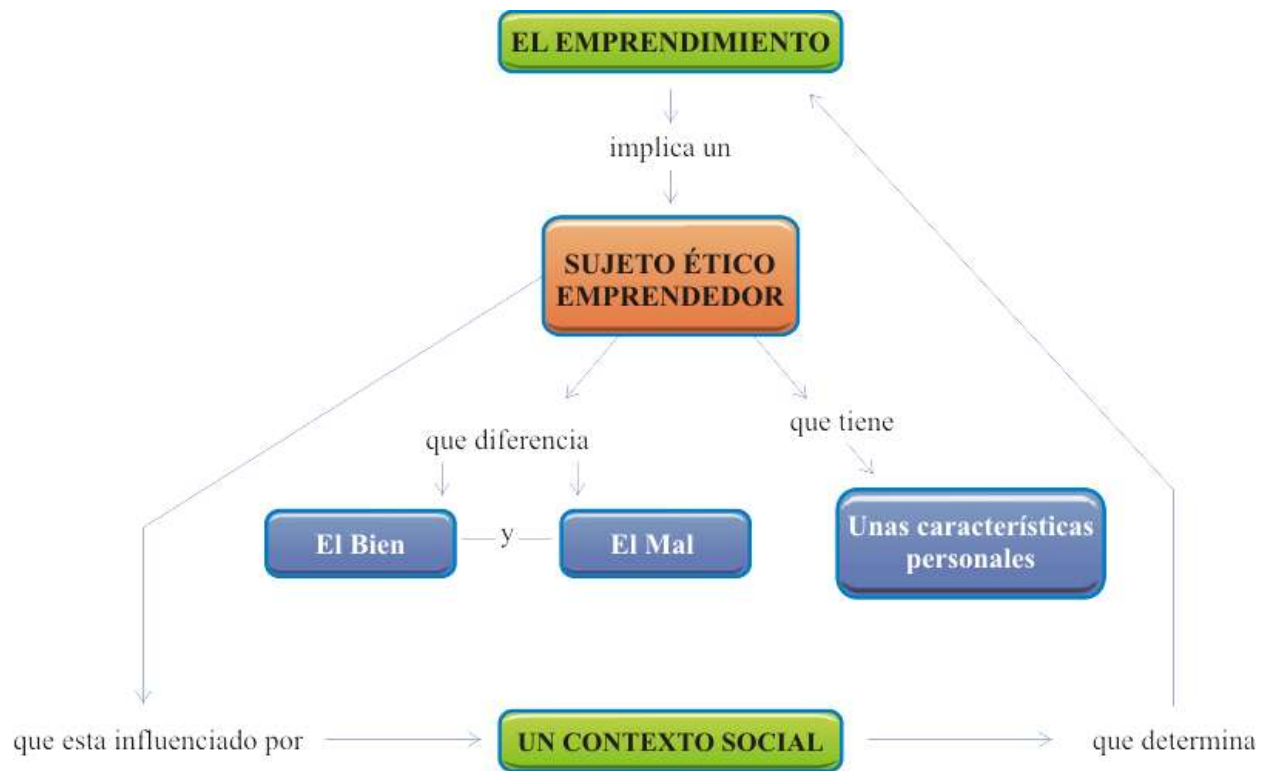 EL EMPRENDIMIENTO
implica un
SUJETO ÉTICO
EMPRENDEDOR
que diferencia
que tiene
El Bien
y
El Mal
Unas características
personales
que esta influenciado por
UN CONTEXTO SOCIAL
que determina